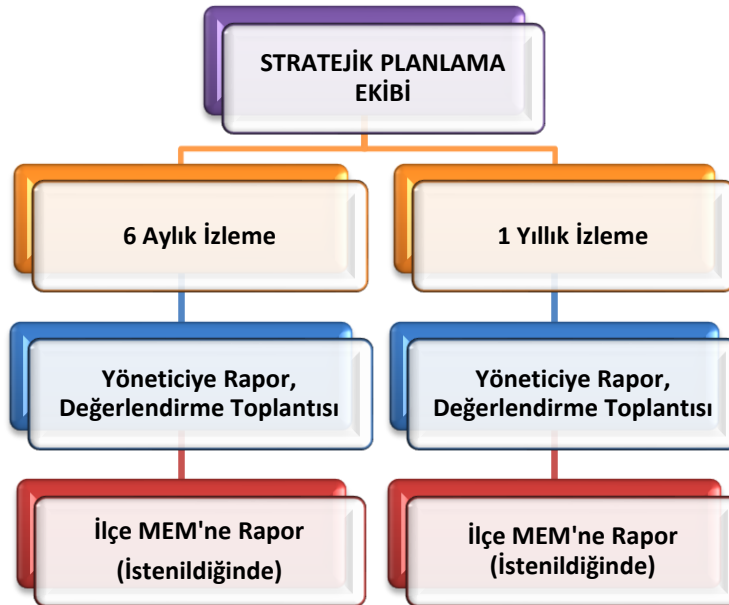 STRATEJİK PLANLAMA
EKİBİ
6 Aylık İzleme
1 Yıllık İzleme
Yöneticiye Rapor,
Değerlendirme Toplantısı
Yöneticiye Rapor,
Değerlendirme Toplantısı
İlçe MEM'ne Rapor
(İstenildiğinde)
İlçe MEM'ne Rapor
(İstenildiğinde)